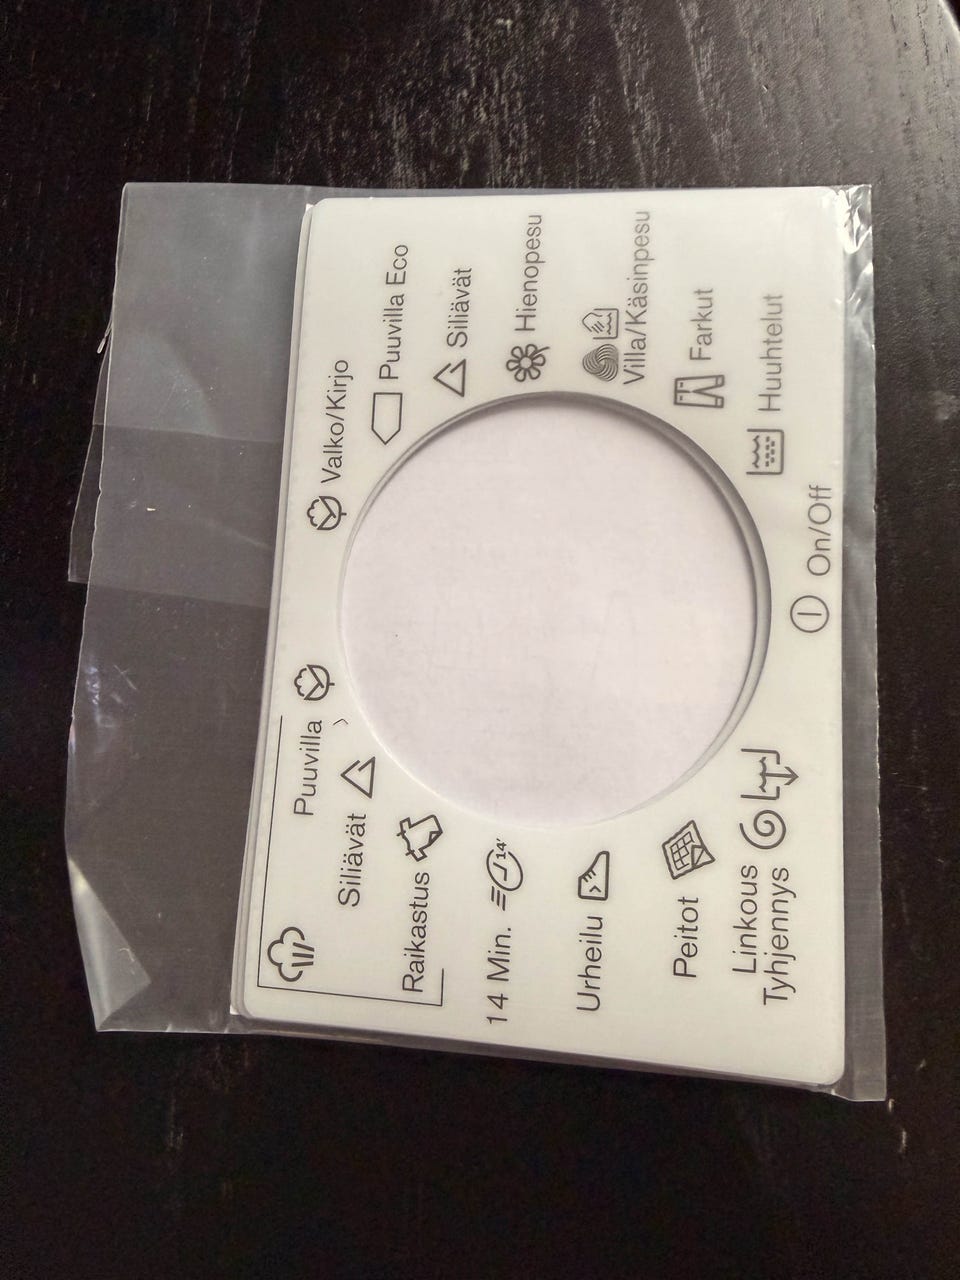 Puuvilla
Siliävät
Raikastus
14 Min.
14'
Urheilu
Peitot
Linkous
Tyhjennys
Valko/Kirjo
Puuvilla Eco
Siliävät
Hienopesu
Villa/Käsinpesu
Farkut
Huuhtelut
On/Off